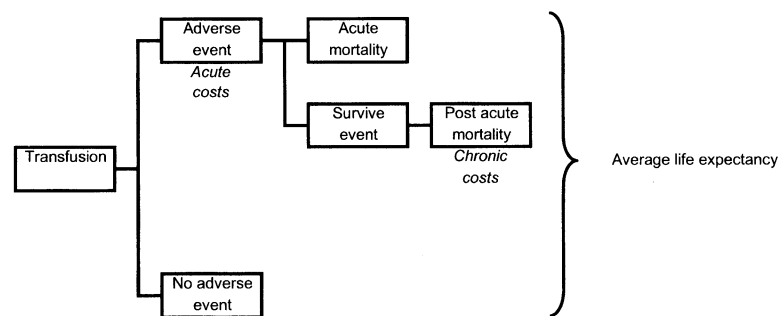 Transfusion
Adverse
event
Acute
costs
Acute
mortality
Survive
event
Post acute
mortality
Chronic
costs
No adverse
event
Average life expectancy